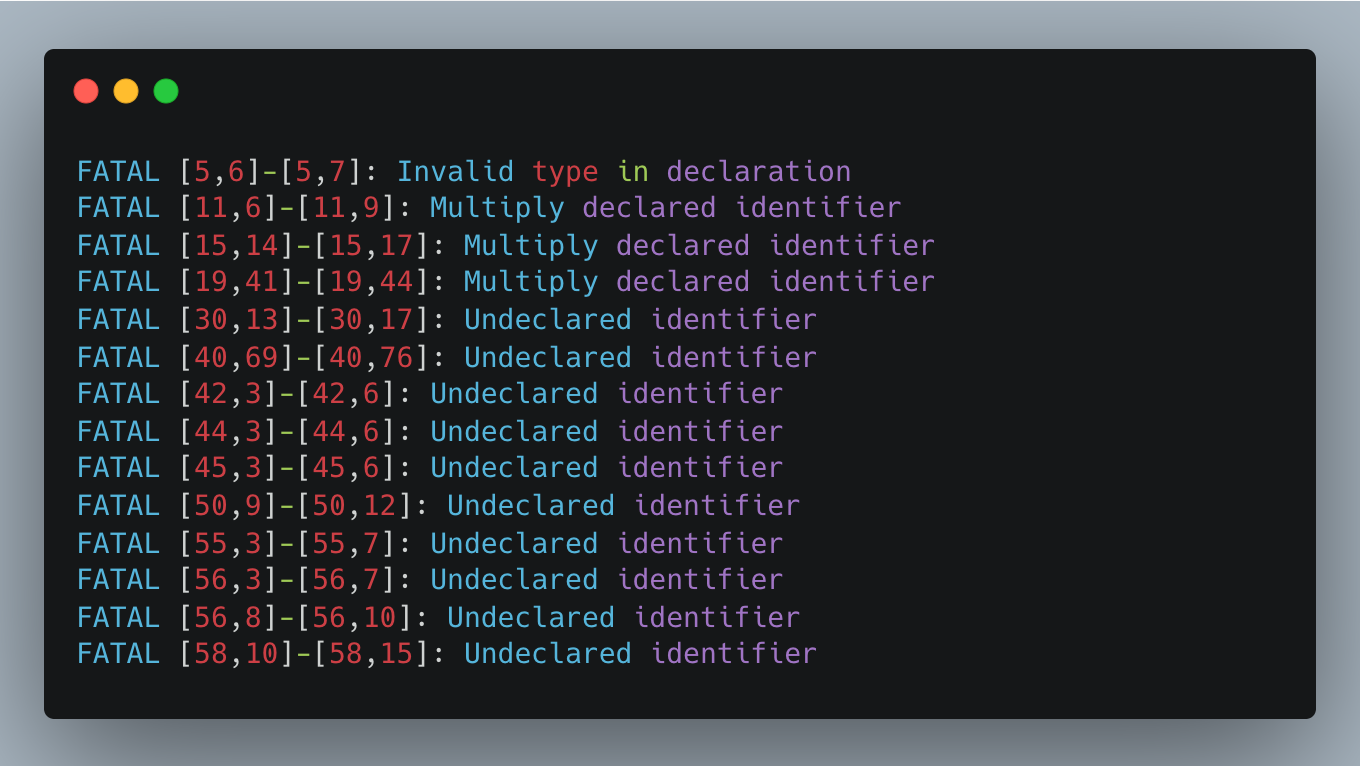 FATAL [5,6]-[5,7]: Invalid type in declaration
FATAL [11,6]-[11,9]: Multiply declared identifier
FATAL [15,14]-[15,17]: Multiply declared identifier
FATAL [19,41]-[19,44]: Multiply declared identifier
FATAL [30,13]-[30,17]: Undeclared identifier
FATAL [40,69]-[40,76]: Undeclared identifier
FATAL [42,3]-[42,6]: Undeclared identifier
FATAL [44,3]-[44,6]: Undeclared identifier
FATAL [45,3]-[45,6]: Undeclared identifier
FATAL [50,9]-[50,12]: Undeclared identifier
FATAL [55,3]-[55,7]: Undeclared identifier
FATAL [56,3]-[56,7]: Undeclared identifier
FATAL [56,8]-[56,10]: Undeclared identifier
FATAL [58,10]-[58,15]: Undeclared identifier